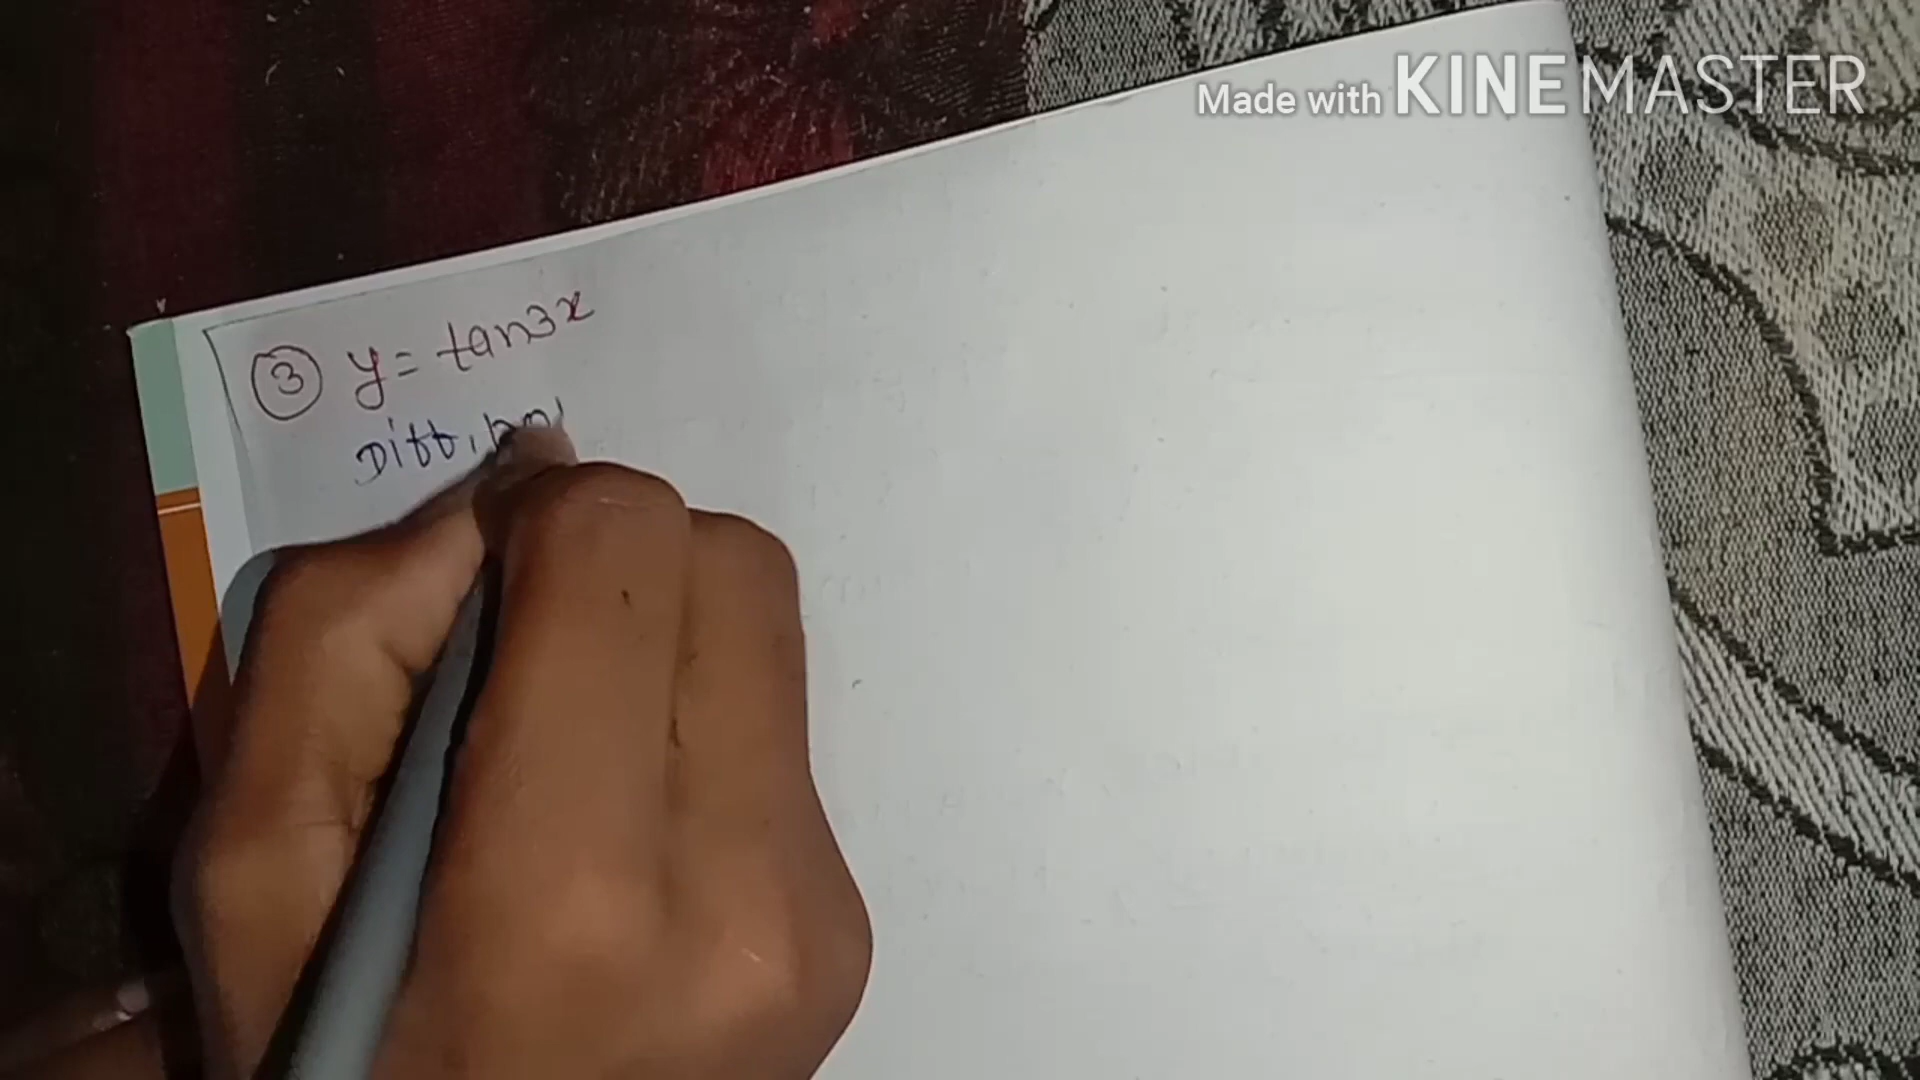 Made with KINEMASTER
③ y = tan3x
Diff,